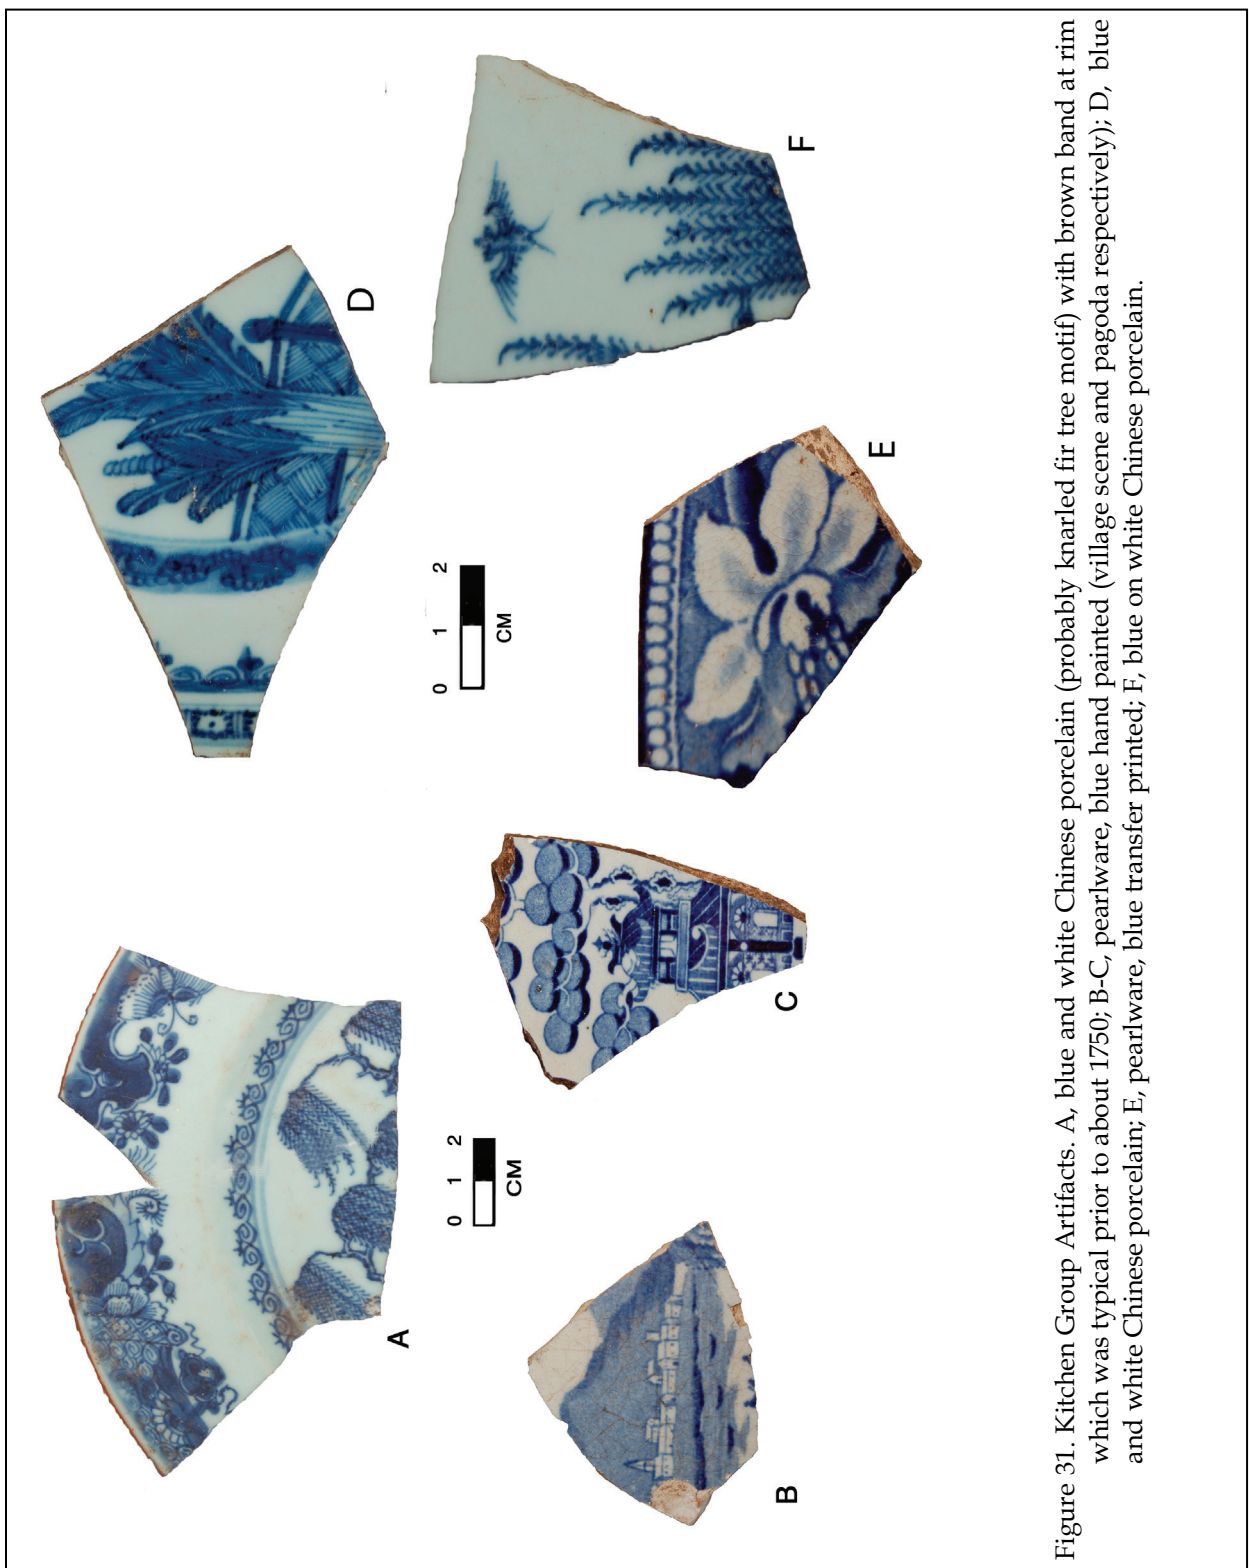 A
B
C
D
E
F
0 1 2
CM
0 1 2
CM
Figure 31. Kitchen Group Artifacts. A, blue and white Chinese porcelain (probably knarled fir tree motif) with brown band at rim
which was typical prior to about 1750; B-C, pearlware, blue hand painted (village scene and pagoda respectively); D, blue
and white Chinese porcelain; E, pearlware, blue transfer printed; F, blue on white Chinese porcelain.